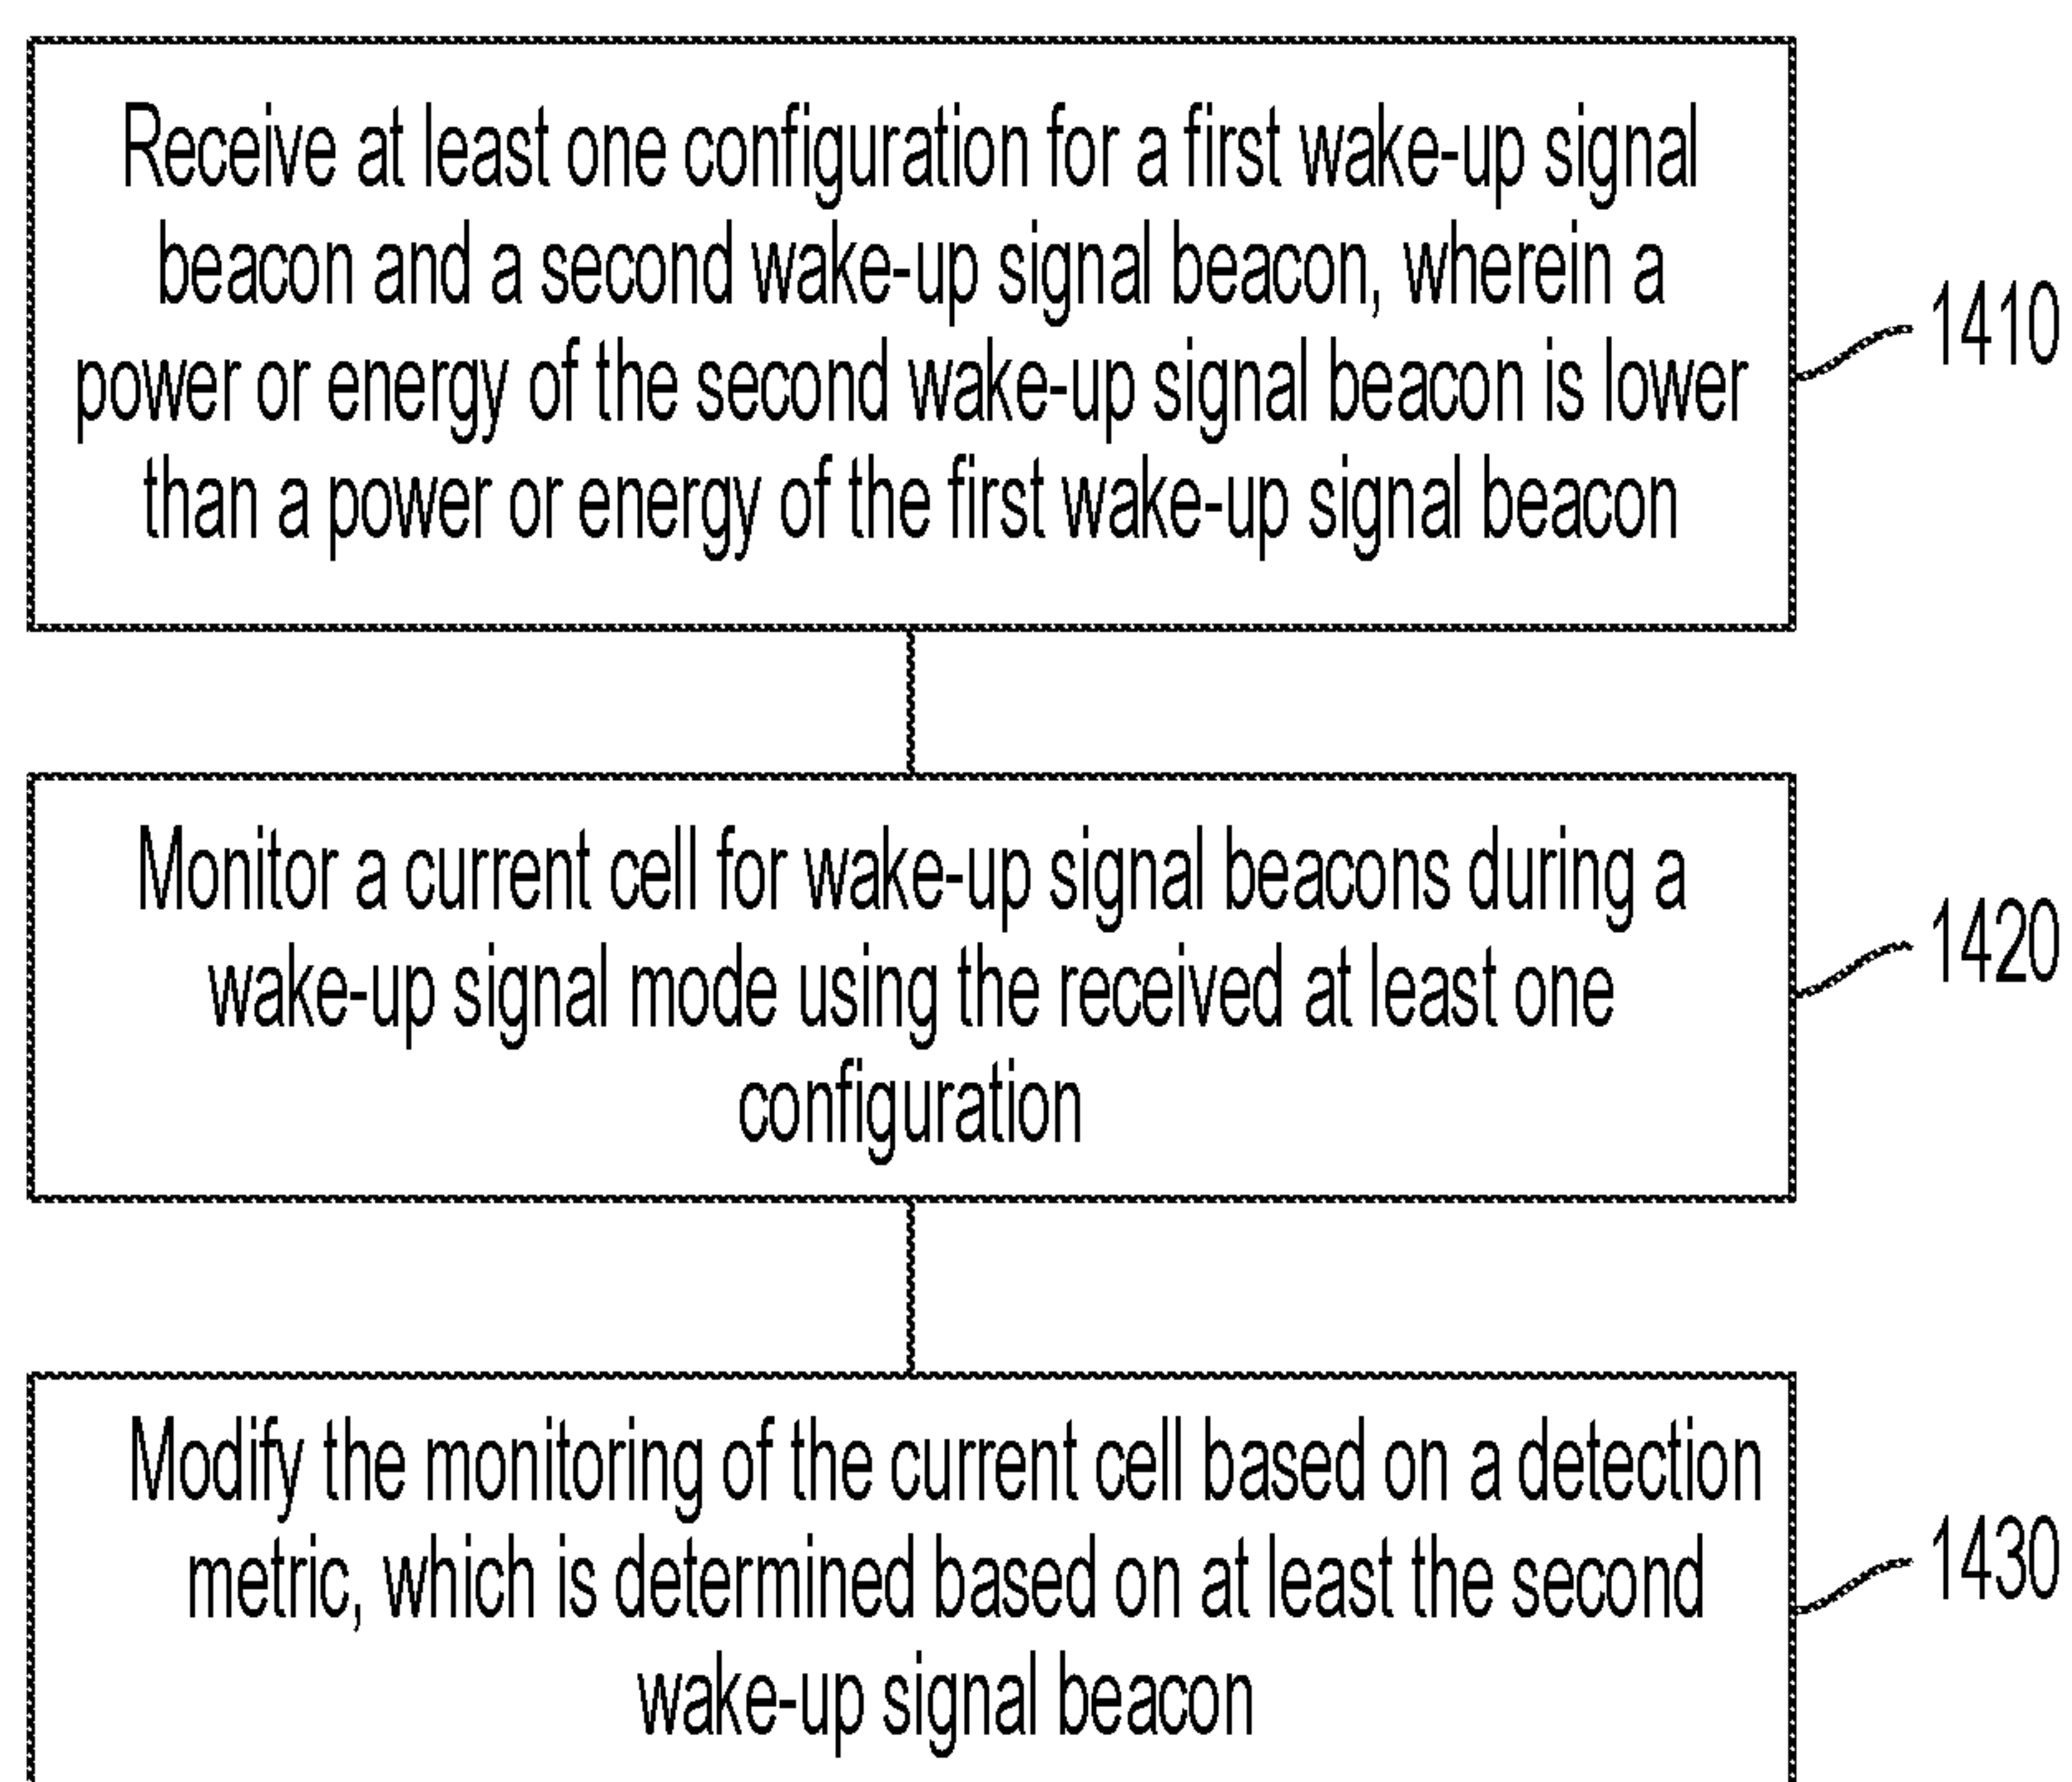 Receive at least one configuration for a first wake-up signal
beacon and a second wake-up signal beacon, wherein a
power or energy of the second wake-up signal beacon is lower
than a power or energy of the first wake-up signal beacon
1410
Monitor a current cell for wake-up signal beacons during a
wake-up signal mode using the received at least one
configuration
1420
Modify the monitoring of the current cell based on a detection
metric, which is determined based on at least the second
wake-up signal beacon
1430